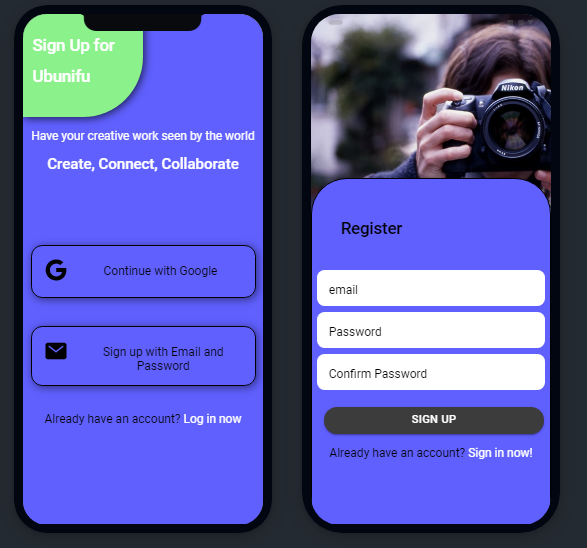 Sign Up for
Ubunifu
Have your creative work seen by the world
Create, Connect, Collaborate
Continue with Google
Sign up with Email and
Password
Already have an account? Log in now
Nikon
Register
email
Password
Confirm Password
SIGN UP
Already have an account? Sign in now!